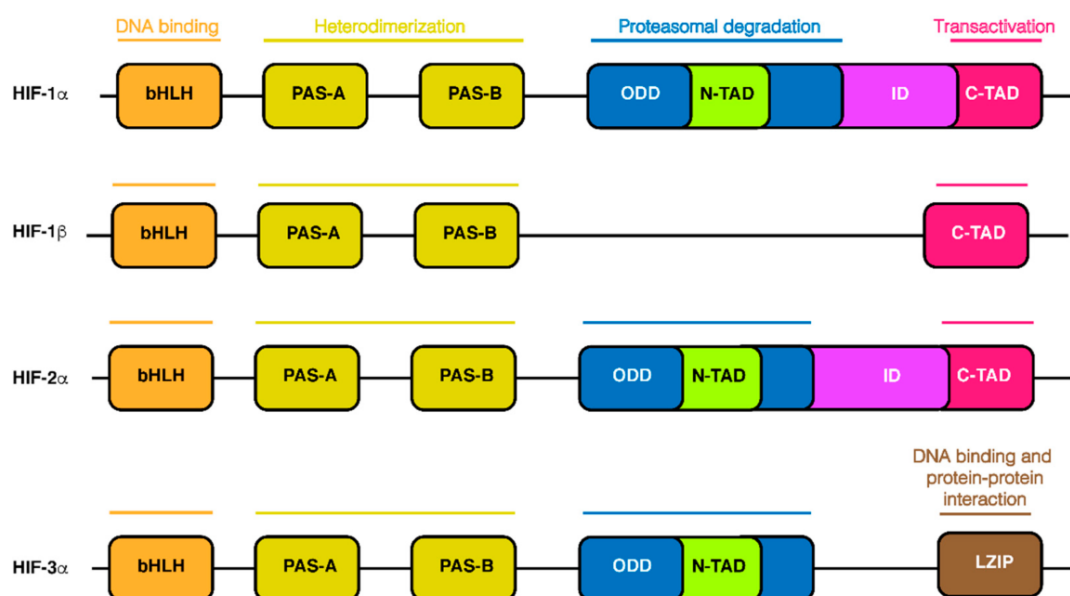 DNA binding Heterodimerization Proteasomal degradation Transactivation
HIF-1α bHLH PAS-A PAS-B ODD N-TAD ID C-TAD
HIF-1β bHLH PAS-A PAS-B C-TAD
HIF-2α bHLH PAS-A PAS-B ODD N-TAD ID C-TAD
DNA binding and
protein-protein
interaction
HIF-3α bHLH PAS-A PAS-B ODD N-TAD LZIP